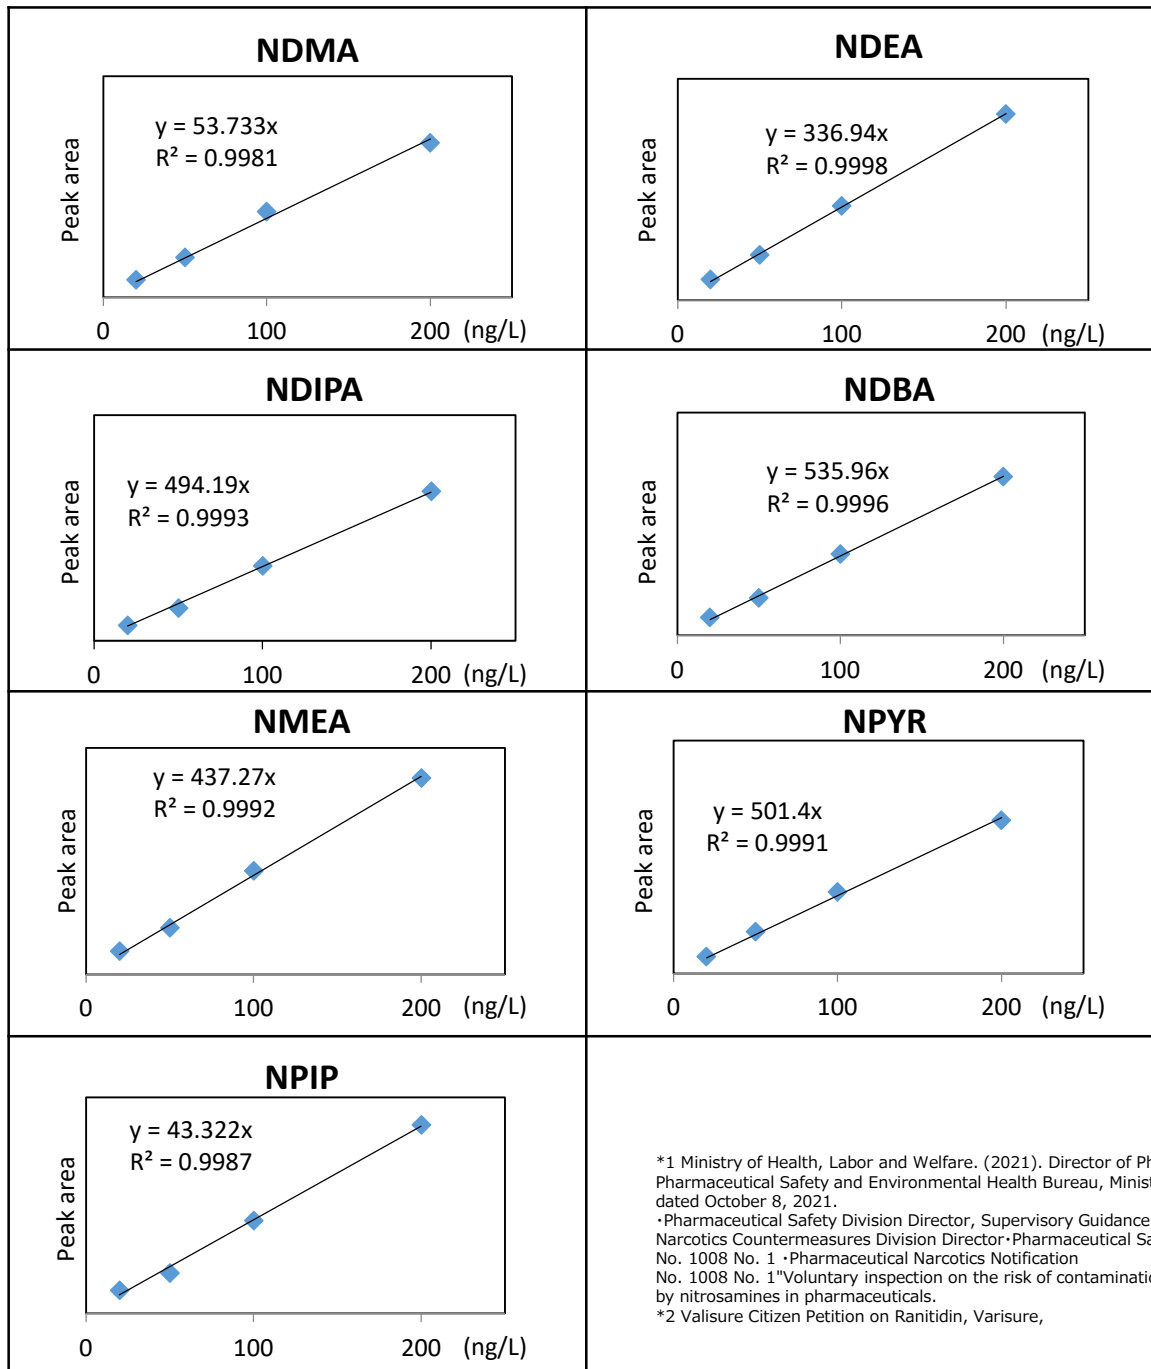 NDMA
y = 53.733x
R² = 0.9981
Peak area
0 100 200 (ng/L)
NDEA
y = 336.94x
R² = 0.9998
Peak area
0 100 200 (ng/L)
NDIPA
y = 494.19x
R² = 0.9993
Peak area
0 100 200 (ng/L)
NDBA
y = 535.96x
R² = 0.9996
Peak area
0 100 200 (ng/L)
NMEA
y = 437.27x
R² = 0.9992
Peak area
0 100 200 (ng/L)
NPYR
y = 501.4x
R² = 0.9991
Peak area
0 100 200 (ng/L)
NPIP
y = 43.322x
R² = 0.9987
Peak area
0 100 200 (ng/L)
*1 Ministry of Health, Labor and Welfare. (2021). Director of Ph
Pharmaceutical Safety and Environmental Health Bureau, Minist
dated October 8, 2021.
・Pharmaceutical Safety Division Director, Supervisory Guidance
Narcotics Countermeasures Division Director・Pharmaceutical Sa
No. 1008 No. 1 ・Pharmaceutical Narcotics Notification
No. 1008 No. 1"Voluntary inspection on the risk of contaminatio
by nitrosamines in pharmaceuticals.
*2 Valisure Citizen Petition on Ranitidin, Varisure,